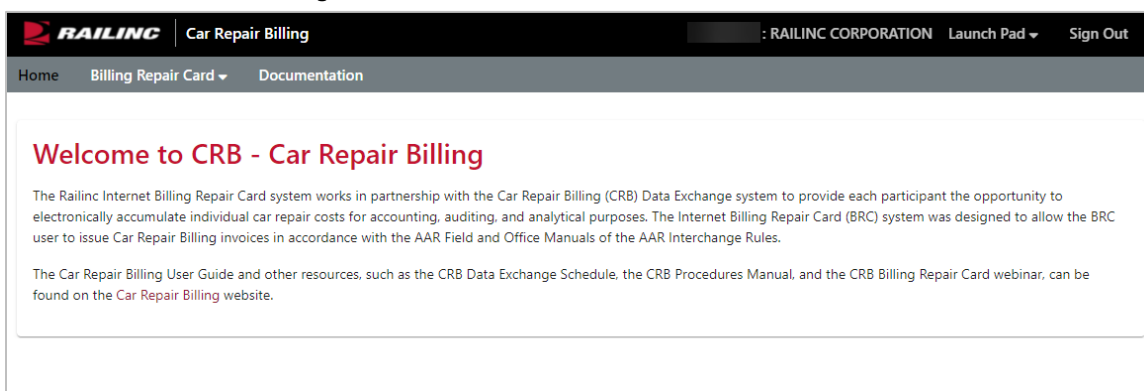 RAILINC Car Repair Billing : RAILINC CORPORATION Launch Pad Sign Out
Home Billing Repair Card Documentation
Welcome to CRB - Car Repair Billing
The Railinc Internet Billing Repair Card system works in partnership with the Car Repair Billing (CRB) Data Exchange system to provide each participant the opportunity to
electronically accumulate individual car repair costs for accounting, auditing, and analytical purposes. The Internet Billing Repair Card (BRC) system was designed to allow the BRC
user to issue Car Repair Billing invoices in accordance with the AAR Field and Office Manuals of the AAR Interchange Rules.
The Car Repair Billing User Guide and other resources, such as the CRB Data Exchange Schedule, the CRB Procedures Manual, and the CRB Billing Repair Card webinar, can be
found on the Car Repair Billing website.